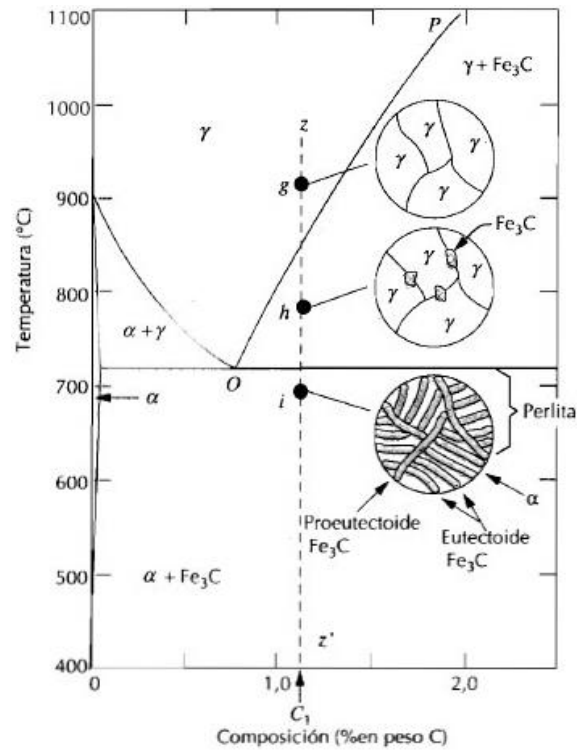 1100
P
γ + Fe₃C
1000
z
γ
γ
γ
γ
γ
g
900
Fe₃C
γ
γ
γ
γ
h
800
α + γ
O
700
α
i
Perlita
600
α
Proeutectoide
Fe₃C
Eutectoide
Fe₃C
500
α + Fe₃C
z'
400
0
1,0
2,0
C₁
Composición (%en peso C)
Temperatura (°C)